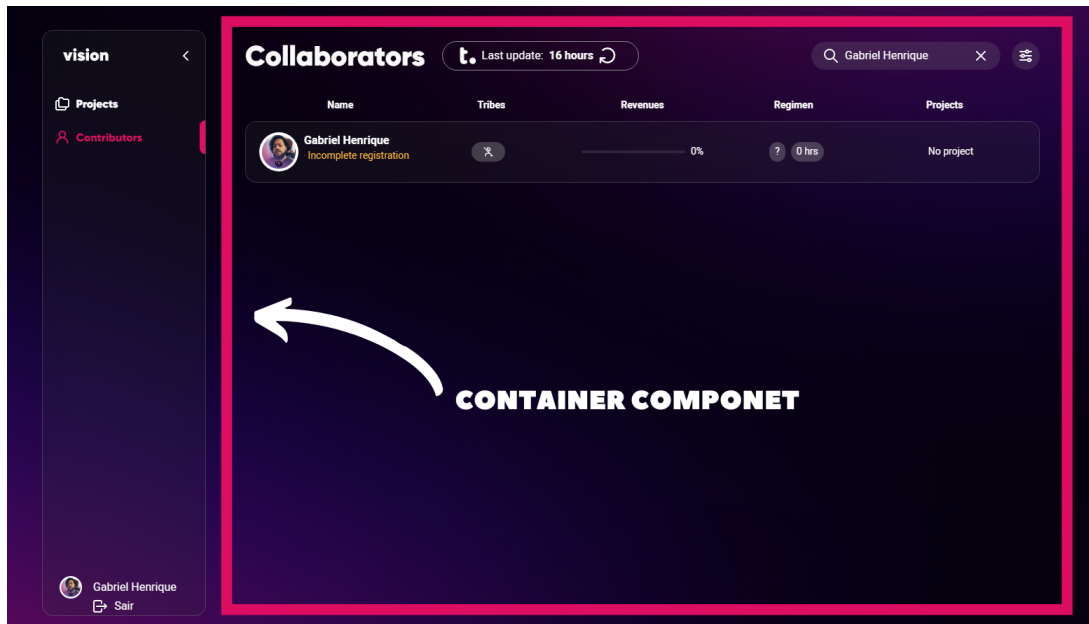 vision
Projects
Contributors
Collaborators
t. Last update: 16 hours
Gabriel Henrique
Name Tribes Revenues Regimen Projects
Gabriel Henrique
· Incomplete registration
0%
? 0 hrs
No project
CONTAINER COMPONET
Gabriel Henrique
Sair